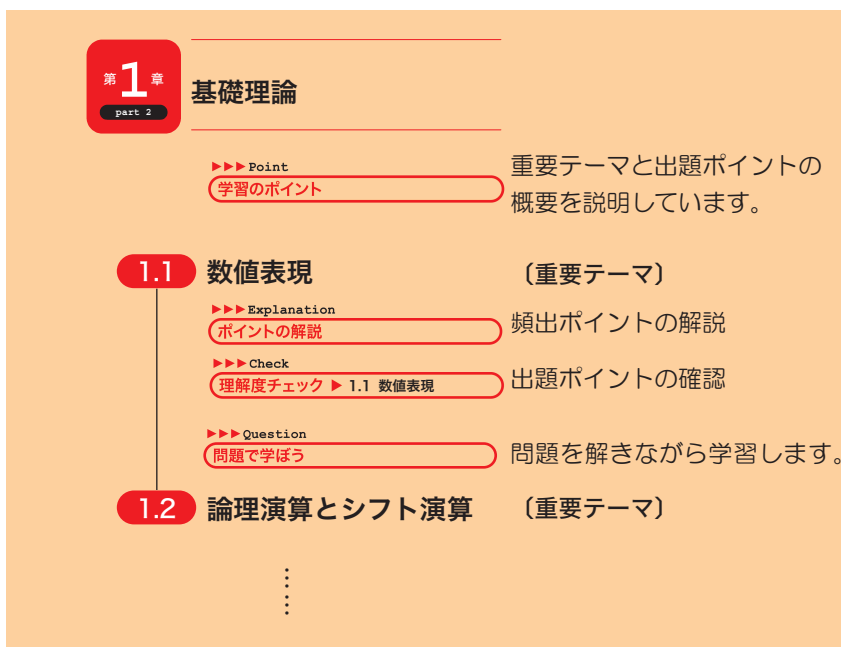 第1章
part 2
基礎理論
▶▶▶Point
学習のポイント
重要テーマと出題ポイントの
概要を説明しています。
1.1 数値表現 〔重要テーマ〕
▶▶▶Explanation
ポイントの解説
頻出ポイントの解説
▶▶▶Check
理解度チェック ▶ 1.1 数値表現
出題ポイントの確認
▶▶▶Question
問題で学ぼう
問題を解きながら学習します。
1.2 論理演算とシフト演算 〔重要テーマ〕